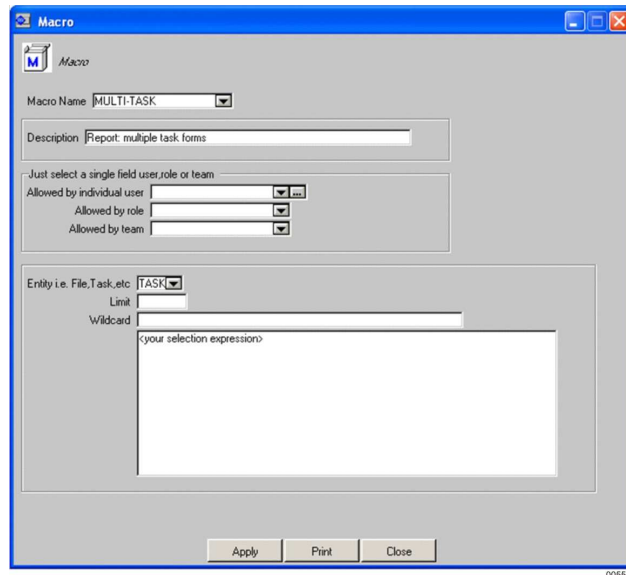 Macro
M Macro
Macro Name MULTI-TASK
Description Report: multiple task forms
Just select a single field user,role or team
Allowed by individual user ...
Allowed by role
Allowed by team
Entity i.e. File,Task,etc TASK
Limit
Wildcard
<your selection expression>
Apply Print Close
0055